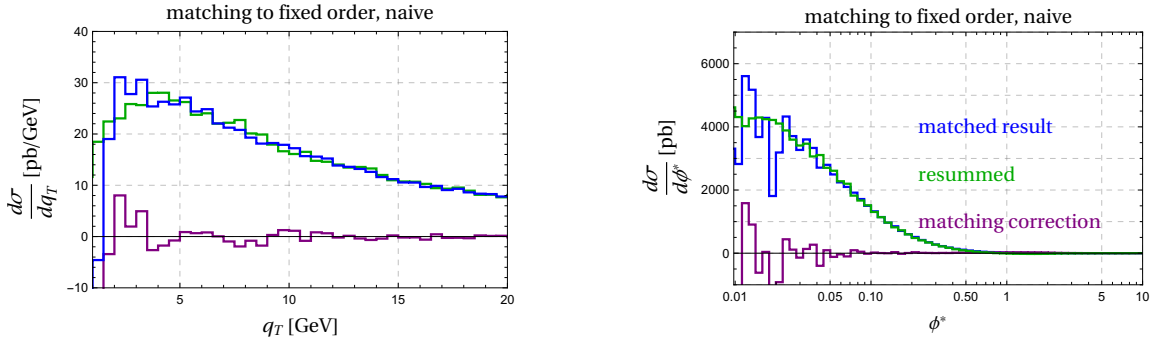 matching to fixed order, naive
40
30
20
10
0
−10
dσ/dq_T [pb/GeV]
5
10
15
20
q_T [GeV]
matching to fixed order, naive
6000
4000
2000
0
dσ/dϕ* [pb]
matched result
resummed
matching correction
0.01
0.05
0.10
0.50
1
5
10
ϕ*